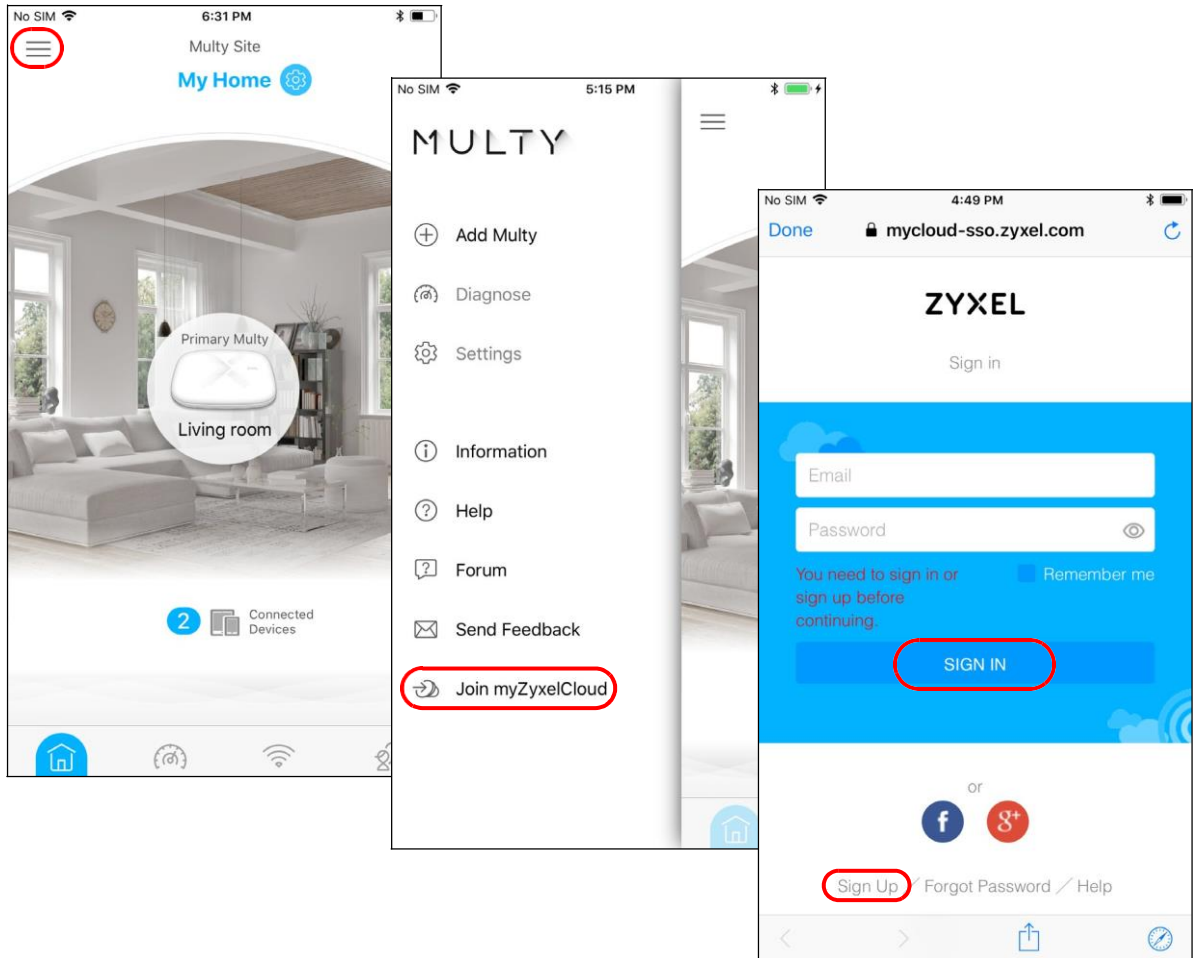 No SIM 6:31 PM
Multy Site
My Home
Primary Multy
Living room
2 Connected
Devices
No SIM 5:15 PM
MULTY
Add Multy
Diagnose
Settings
Information
Help
Forum
Send Feedback
Join myZyxelCloud
No SIM 4:49 PM
Done mycloud-sso.zyxel.com
ZYXEL
Sign in
Email
Password
You need to sign in or
sign up before
continuing.
Remember me
SIGN IN
or
f g+
Sign Up / Forgot Password / Help